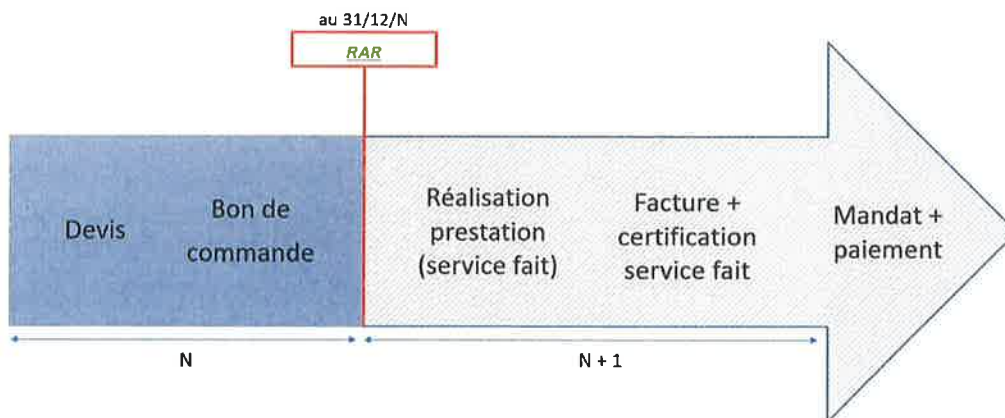 au 31/12/N
RAR
Devis
Bon de
commande
Réalisation
prestation
(service fait)
Facture +
certification
service fait
Mandat +
paiement
N
N + 1